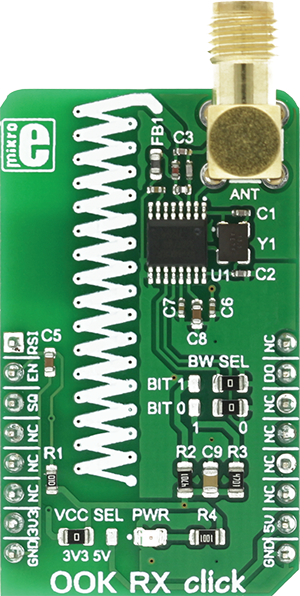 mikro
e
FB1
C3
ANT
C1
Y1
U1
C2
C7
C6
C8
BW SEL
BIT 1
BIT 0
1 0
RSI
EN
SQ
NC
NC
NC
3V3
GND
C5
R1
NC
DO
NC
NC
NC
NC
5V
GND
R2 C9 R3
VCC SEL PWR R4
3V3 5V
1001
OOK RX click